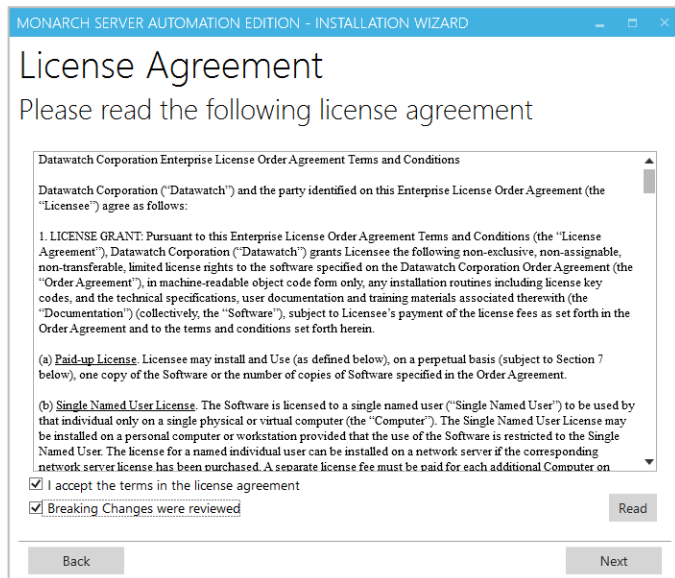 MONARCH SERVER AUTOMATION EDITION - INSTALLATION WIZARD
License Agreement
Please read the following license agreement
Datawatch Corporation Enterprise License Order Agreement Terms and Conditions
Datawatch Corporation (“Datawatch”) and the party identified on this Enterprise License Order Agreement (the
“Licensee”) agree as follows:
1. LICENSE GRANT: Pursuant to this Enterprise License Order Agreement Terms and Conditions (the “License
Agreement”), Datawatch Corporation (“Datawatch”) grants Licensee the following non-exclusive, non-assignable,
non-transferable, limited license rights to the software specified on the Datawatch Corporation Order Agreement (the
“Order Agreement”), in machine-readable object code form only, any installation routines including license key
codes, and the technical specifications, user documentation and training materials associated therewith (the
“Documentation”) (collectively, the “Software”), subject to Licensee’s payment of the license fees as set forth in the
Order Agreement and to the terms and conditions set forth herein.
(a) Paid-up License. Licensee may install and Use (as defined below), on a perpetual basis (subject to Section 7
below), one copy of the Software or the number of copies of Software specified in the Order Agreement.
(b) Single Named User License. The Software is licensed to a single named user (“Single Named User”) to be used by
that individual only on a single physical or virtual computer (the “Computer”). The Single Named User License may
be installed on a personal computer or workstation provided that the use of the Software is restricted to the Single
Named User. The license for a named individual user can be installed on a network server if the corresponding
network server license has been purchased. A separate license fee must be paid for each additional Computer on
I accept the terms in the license agreement
Breaking Changes were reviewed
Read
Back
Next